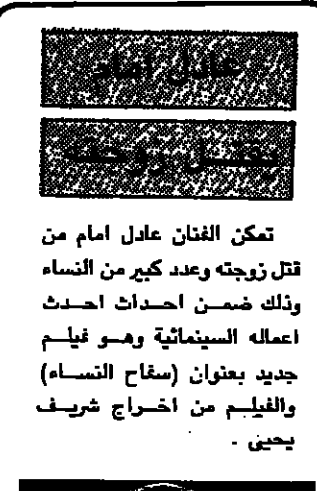 عادل امام
يقتل زوجته
تمكن الفنان عادل امام من
قتل زوجته وعدد كبير من النساء
وذلك ضمن احداث احدث
اعماله السينمائية وهو فيلم
جديد بعنوان (سفاح النساء)
والفيلم من اخراج شريف
يحيى .